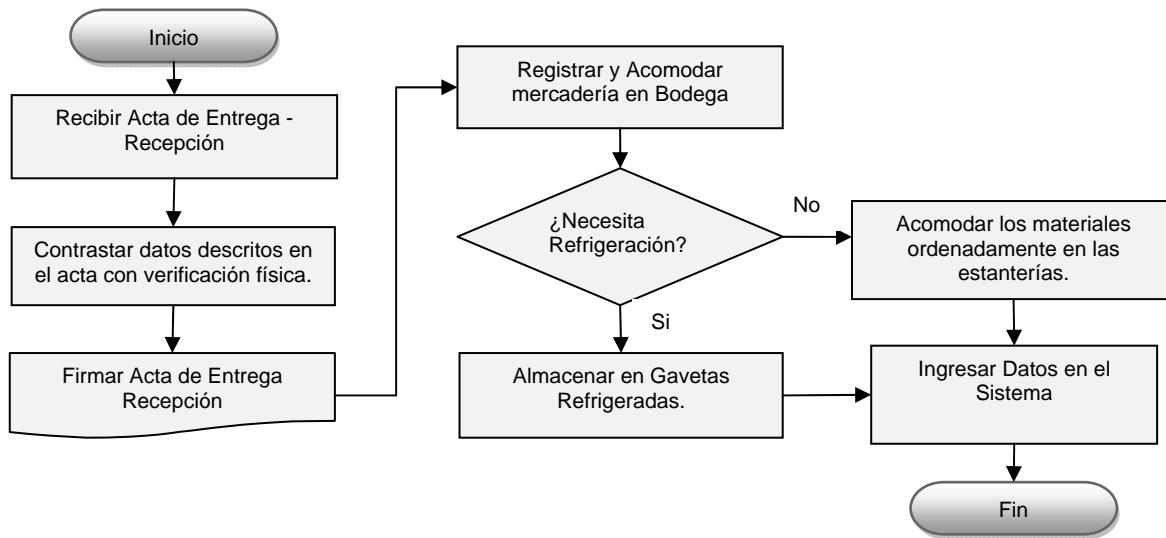 Inicio
Recibir Acta de Entrega -
Recepción
Contrastar datos descritos en
el acta con verificación física.
Firmar Acta de Entrega
Recepción
Registrar y Acomodar
mercadería en Bodega
¿Necesita
Refrigeración?
No
Acomodar los materiales
ordenadamente en las
estanterías.
Si
Almacenar en Gavetas
Refrigeradas.
Ingresar Datos en el
Sistema
Fin